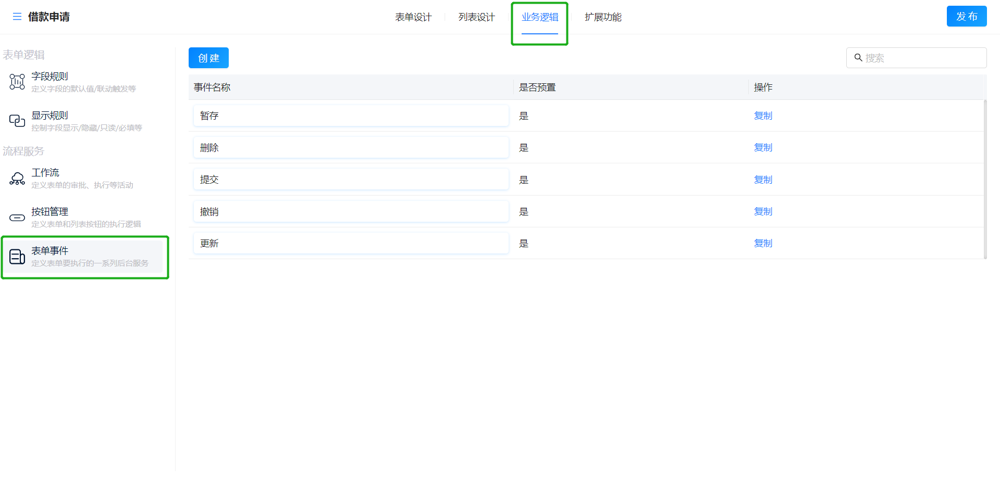 借款申请
表单设计
列表设计
业务逻辑
扩展功能
发布
表单逻辑
字段规则
定义字段的默认值/联动触发等
显示规则
控制字段显示/隐藏/只读/必填等
流程服务
工作流
定义表单的审批、执行等活动
按钮管理
定义表单和列表按钮的执行逻辑
表单事件
定义表单要执行的一系列后台服务
创建
搜索
事件名称 是否预置 操作
暂存 是 复制
删除 是 复制
提交 是 复制
撤销 是 复制
更新 是 复制